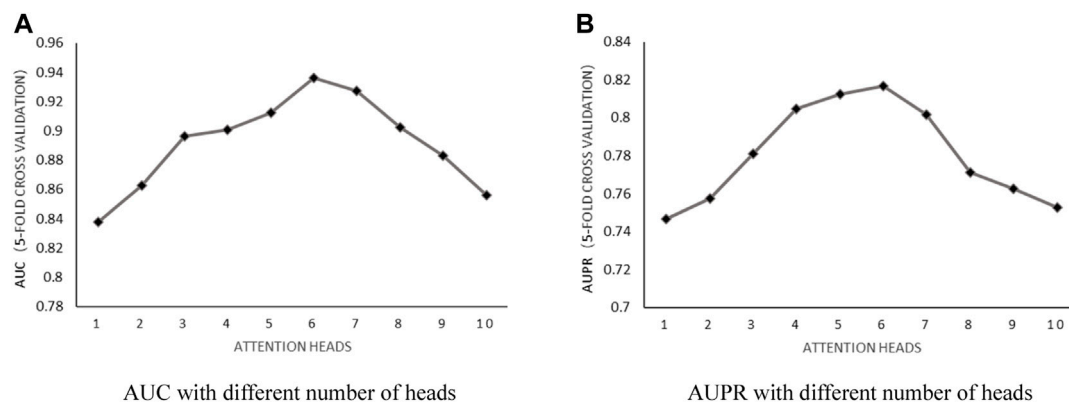 A
AUC (5-FOLD CROSS VALIDATION)
0.96
0.94
0.92
0.9
0.88
0.86
0.84
0.82
0.8
0.78
1 2 3 4 5 6 7 8 9 10
ATTENTION HEADS
AUC with different number of heads
B
AUPR (5-FOLD CROSS VALIDATION)
0.84
0.82
0.8
0.78
0.76
0.74
0.72
0.7
1 2 3 4 5 6 7 8 9 10
ATTENTION HEADS
AUPR with different number of heads